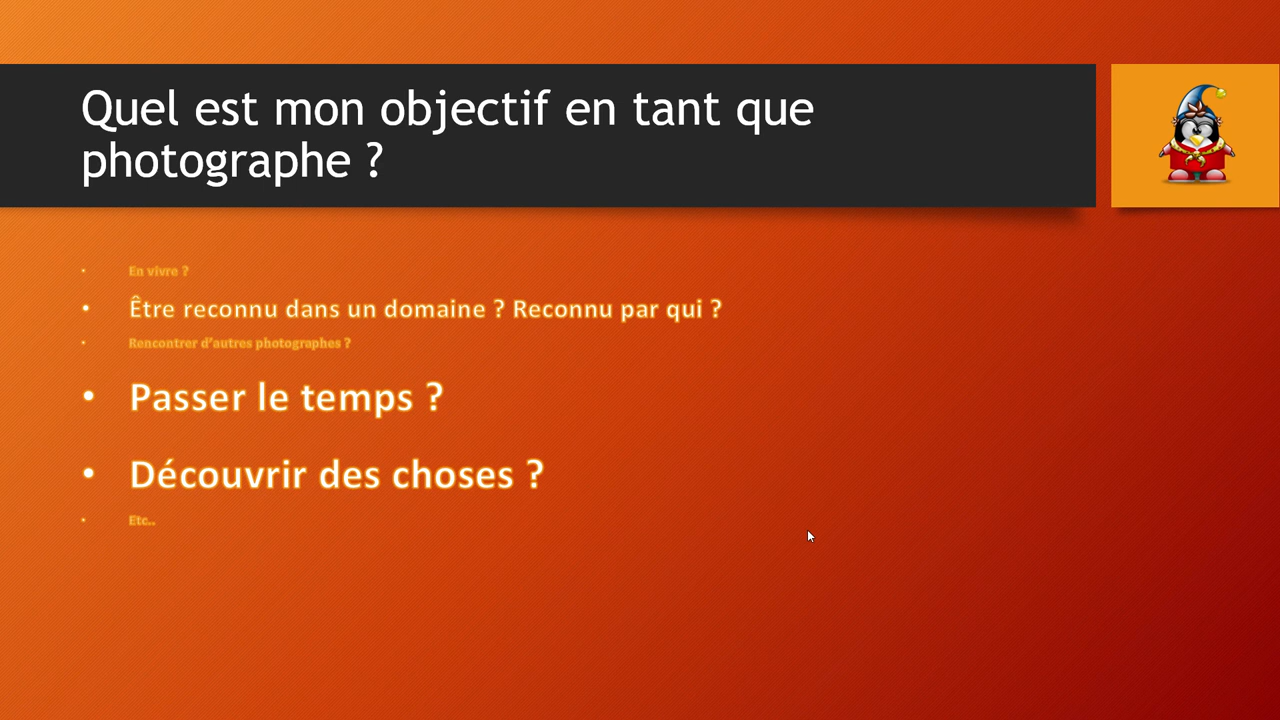 Quel est mon objectif en tant que
photographe ?
• En vivre ?
• Être reconnu dans un domaine ? Reconnu par qui ?
• Rencontrer d’autres photographes ?
• Passer le temps ?
• Découvrir des choses ?
• Etc..